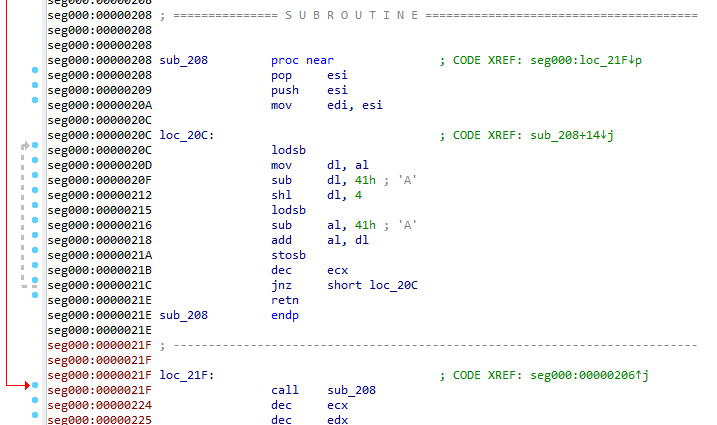 seg000:00000208
seg000:00000208 ; =============== S U B R O U T I N E =======================================
seg000:00000208
seg000:00000208
seg000:00000208 sub_208 proc near ; CODE XREF: seg000:loc_21F↓p
seg000:00000208 pop esi
seg000:00000209 push esi
seg000:0000020A mov edi, esi
seg000:0000020C
seg000:0000020C loc_20C: ; CODE XREF: sub_208+14↓j
seg000:0000020C lodsb
seg000:0000020D mov dl, al
seg000:0000020F sub dl, 41h ; 'A'
seg000:00000212 shl dl, 4
seg000:00000215 lodsb
seg000:00000216 sub al, 41h ; 'A'
seg000:00000218 add al, dl
seg000:0000021A stosb
seg000:0000021B dec ecx
seg000:0000021C jnz short loc_20C
seg000:0000021E retn
seg000:0000021E sub_208 endp
seg000:0000021E
seg000:0000021F ; ---------------------------------------------------------------------------
seg000:0000021F
seg000:0000021F loc_21F: ; CODE XREF: seg000:00000206↑j
seg000:0000021F call sub_208
seg000:00000224 dec ecx
seg000:00000225 dec edx